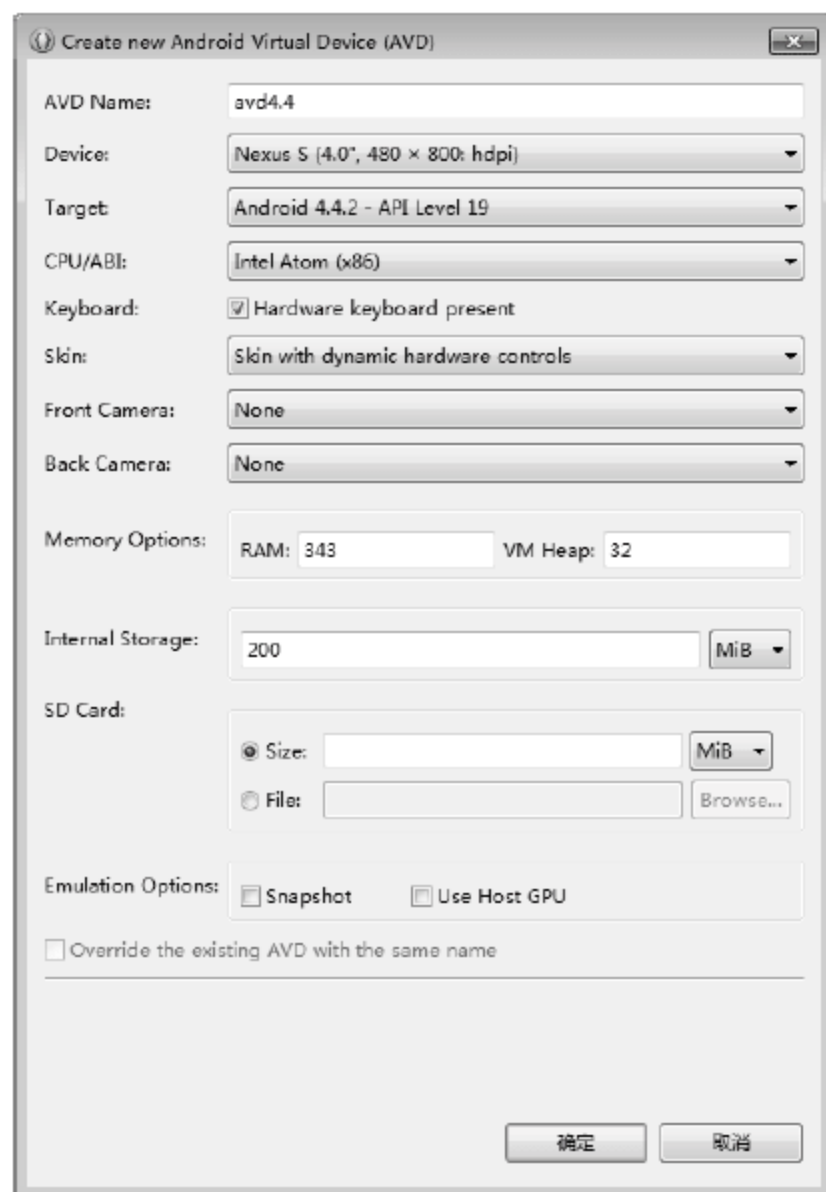 Create new Android Virtual Device (AVD)
AVD Name: avd4.4
Device: Nexus S (4.0", 480 × 800: hdpi)
Target: Android 4.4.2 - API Level 19
CPU/ABI: Intel Atom (x86)
Keyboard: Hardware keyboard present
Skin: Skin with dynamic hardware controls
Front Camera: None
Back Camera: None
Memory Options: RAM: 343 VM Heap: 32
Internal Storage: 200 MiB
SD Card:
Size: MiB
File: Browse...
Emulation Options: Snapshot Use Host GPU
Override the existing AVD with the same name
确定 取消